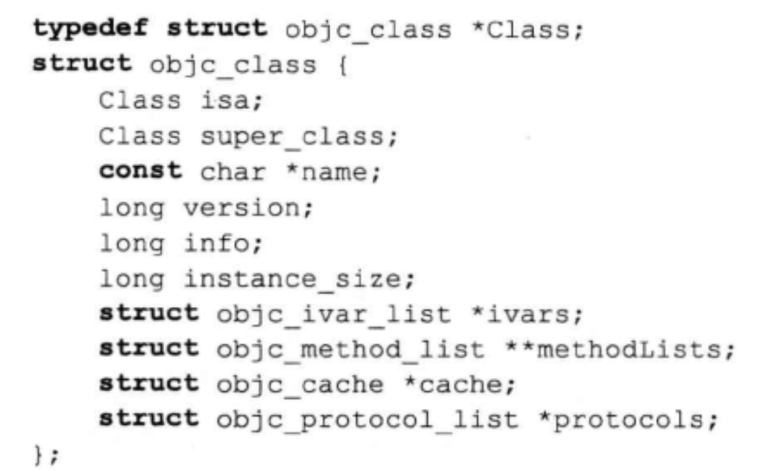 typedef struct objc_class *Class;
struct objc_class {
    Class isa;
    Class super_class;
    const char *name;
    long version;
    long info;
    long instance_size;
    struct objc_ivar_list *ivars;
    struct objc_method_list **methodLists;
    struct objc_cache *cache;
    struct objc_protocol_list *protocols;
};